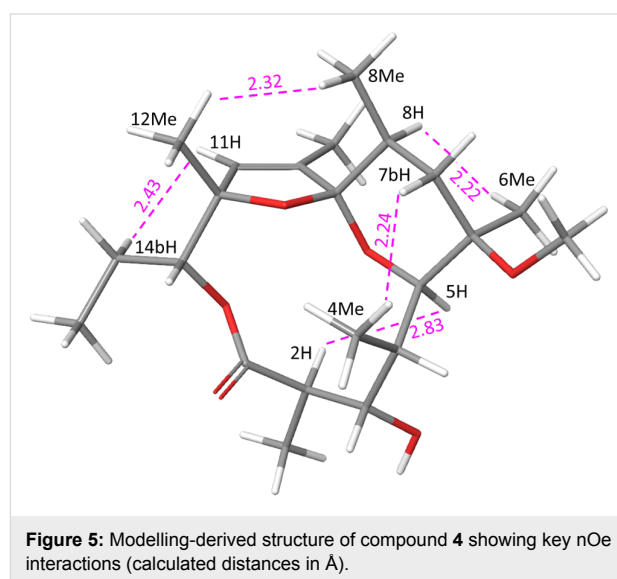 8Me
2.32
8H
12Me
11H
7bH
6Me
2.22
2.43
2.24
14bH
5H
4Me
2.83
2H
Figure 5: Modelling-derived structure of compound 4 showing key nOe
interactions (calculated distances in Å).